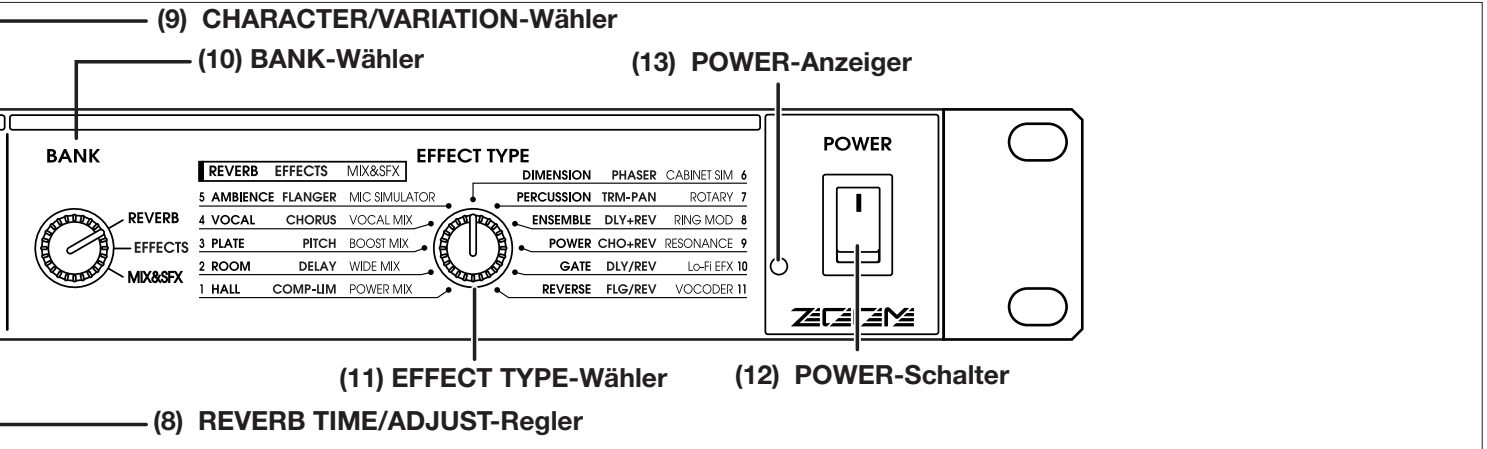 (9) CHARACTER/VARIATION-Wähler
(10) BANK-Wähler
(13) POWER-Anzeiger
BANK
REVERB
EFFECTS
MIX&SFX
EFFECT TYPE
REVERB EFFECTS MIX&SFX
5 AMBIENCE FLANGER MIC SIMULATOR
4 VOCAL CHORUS VOCAL MIX
3 PLATE PITCH BOOST MIX
2 ROOM DELAY WIDE MIX
1 HALL COMP-LIM POWER MIX
DIMENSION PHASER CABINET SIM 6
PERCUSSION TRM-PAN ROTARY 7
ENSEMBLE DLY+REV RING MOD 8
POWER CHO+REV RESONANCE 9
GATE DLY/REV Lo-Fi EFX 10
REVERSE FLG/REV VOCODER 11
POWER
ZOOM
(11) EFFECT TYPE-Wähler
(12) POWER-Schalter
(8) REVERB TIME/ADJUST-Regler